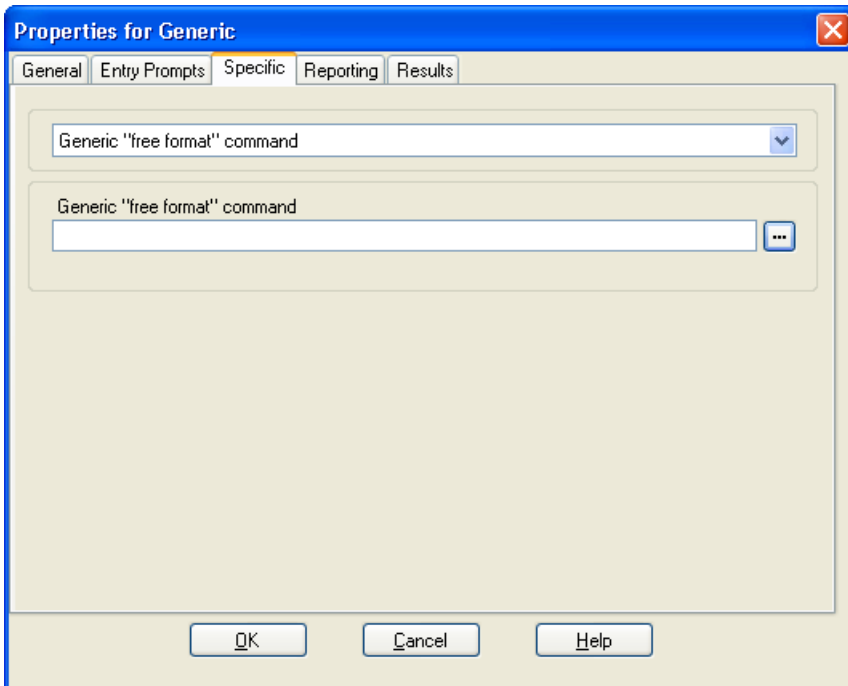 Properties for Generic
General Entry Prompts Specific Reporting Results
Generic "free format" command
Generic "free format" command
...
OK Cancel Help